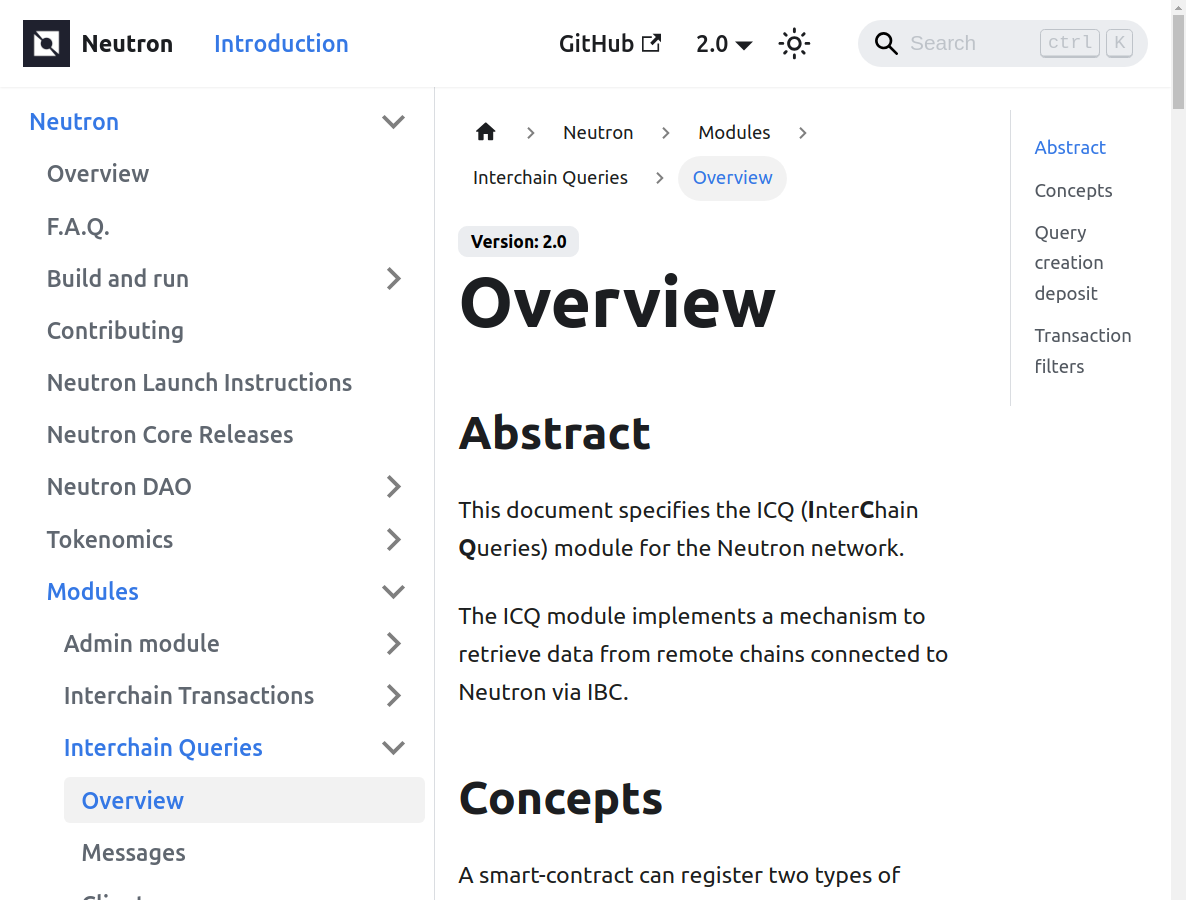 Neutron
Introduction
GitHub
2.0
Search
ctrl K
Neutron
Overview
F.A.Q.
Build and run
Contributing
Neutron Launch Instructions
Neutron Core Releases
Neutron DAO
Tokenomics
Modules
Admin module
Interchain Transactions
Interchain Queries
Overview
Messages
Client
Neutron
Modules
Interchain Queries
Overview
Version: 2.0
Overview
Abstract
This document specifies the ICQ (InterChain
Queries) module for the Neutron network.
The ICQ module implements a mechanism to
retrieve data from remote chains connected to
Neutron via IBC.
Concepts
A smart-contract can register two types of
Abstract
Concepts
Query
creation
deposit
Transaction
filters